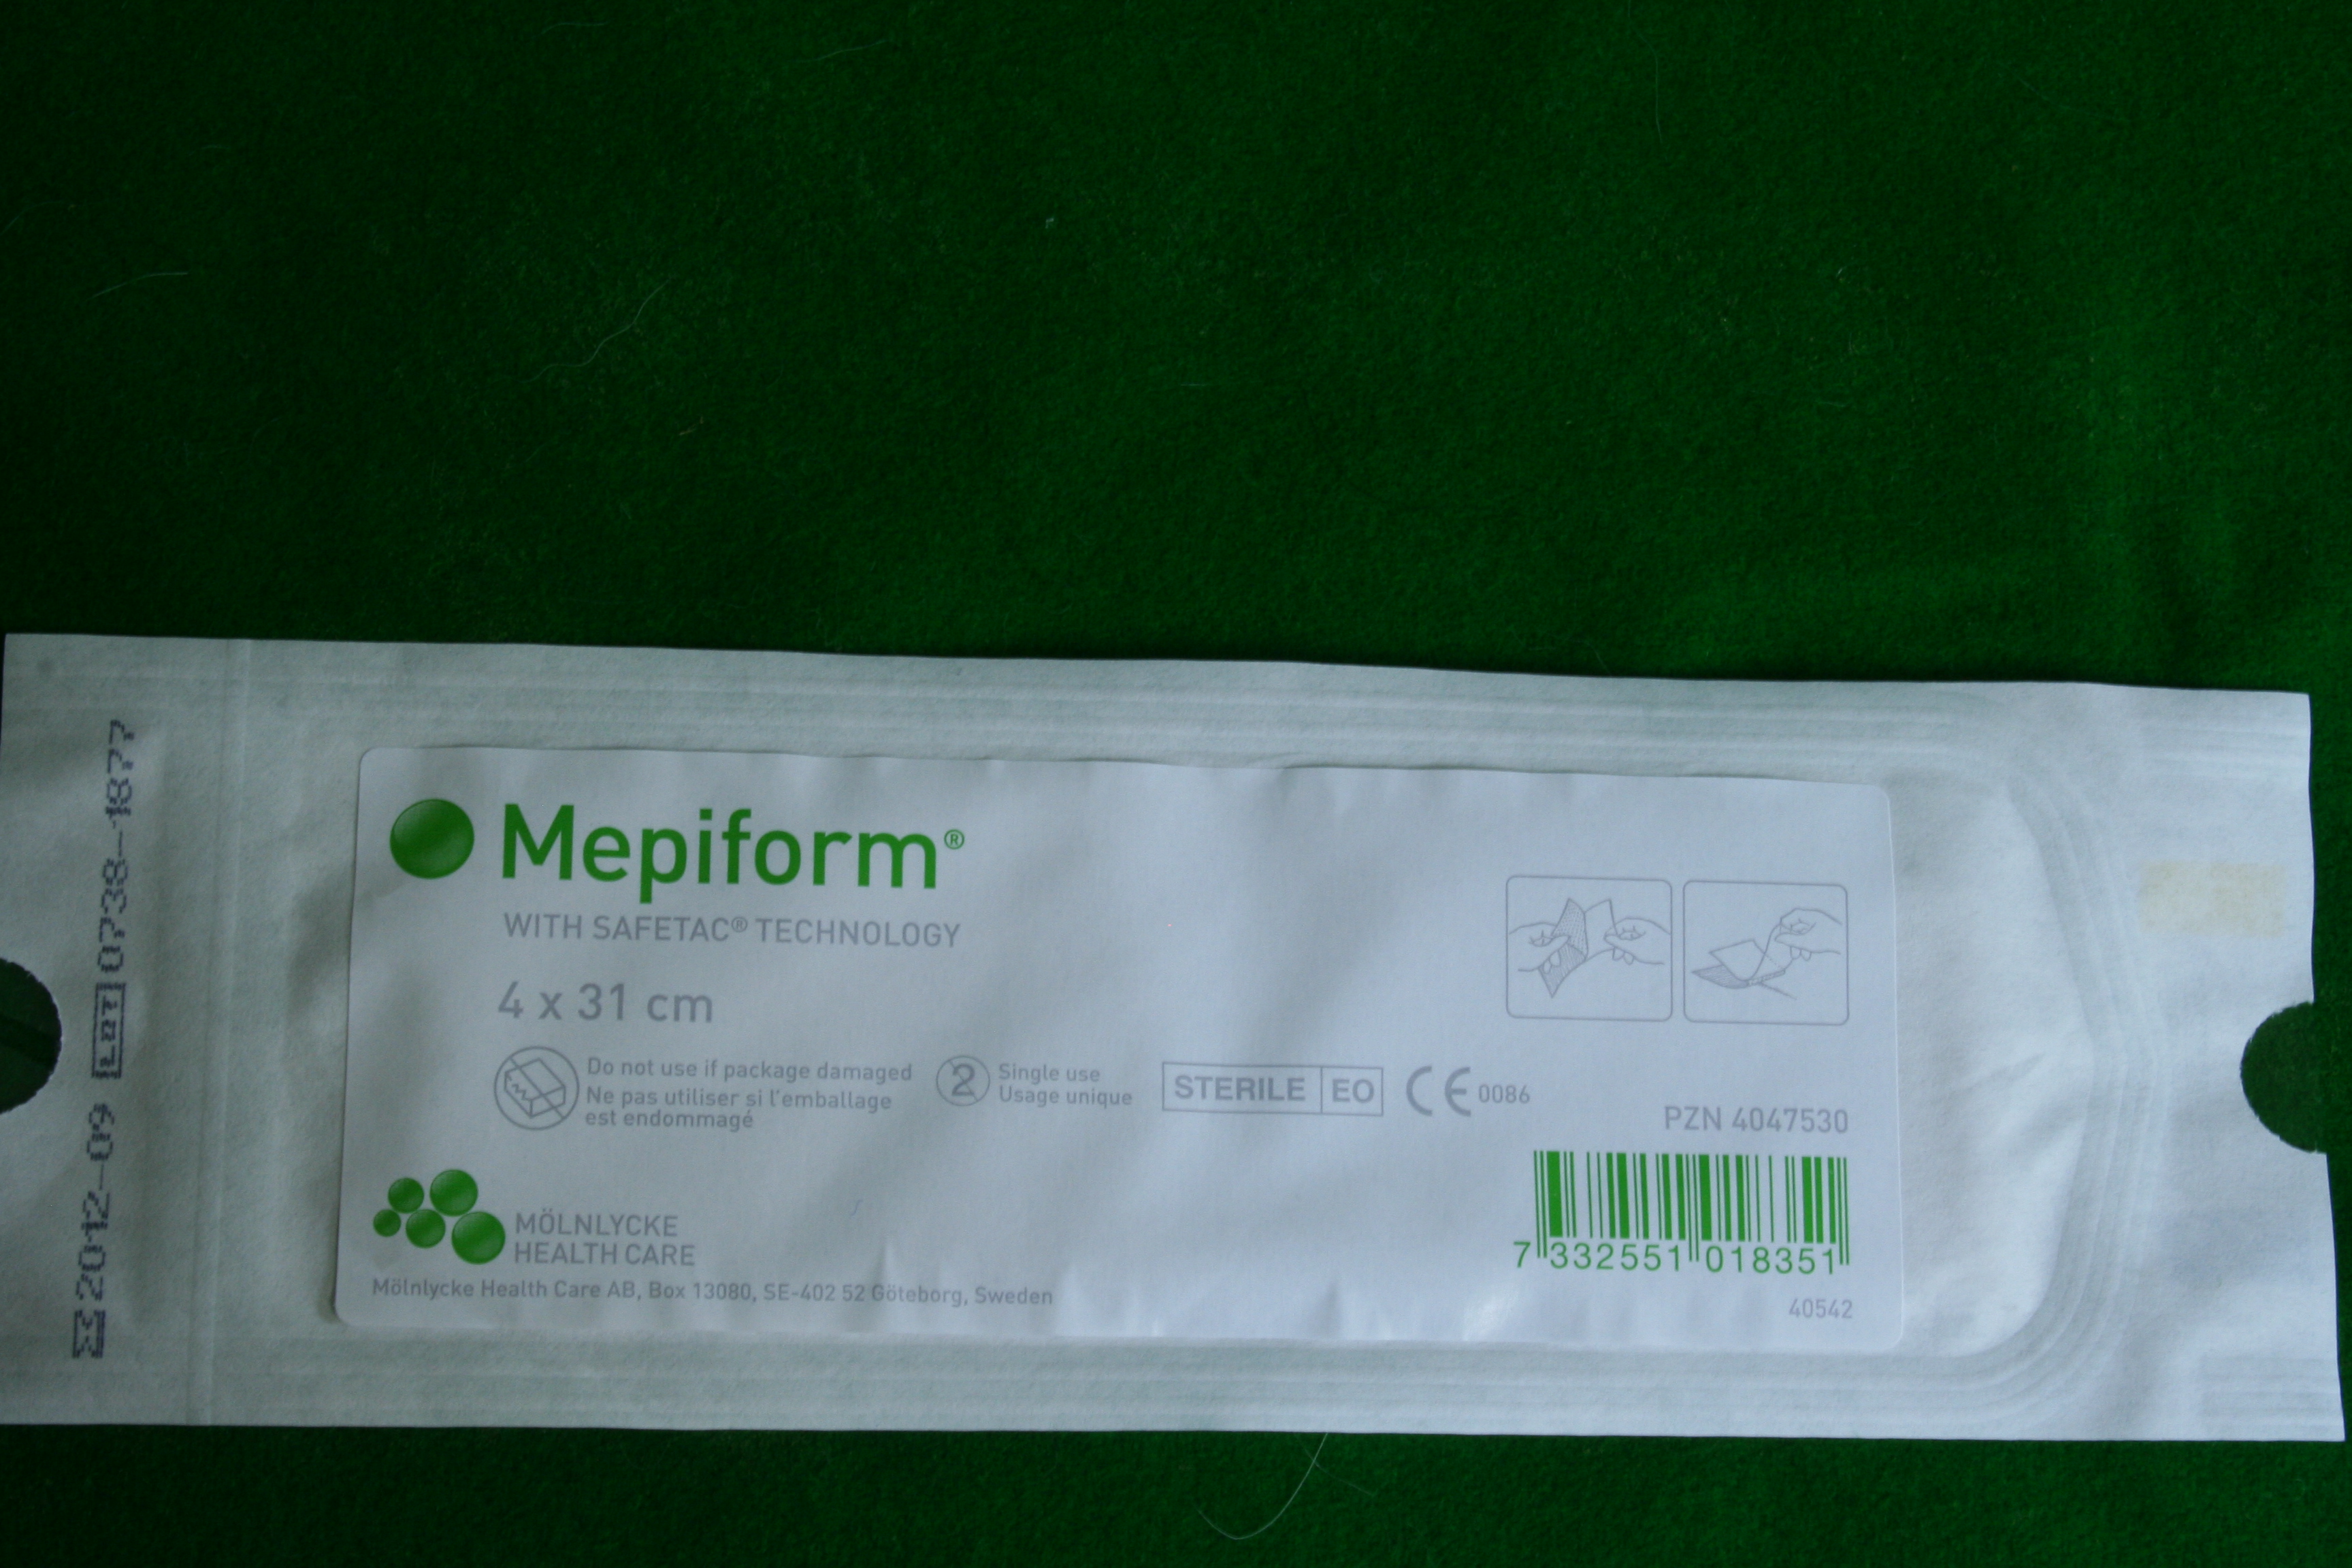 Mepiform®
WITH SAFETAC® TECHNOLOGY
4 x 31 cm
Do not use if package damaged
Ne pas utiliser si l'emballage
est endommagé
2
Single use
Usage unique
STERILE EO
CE 0086
PZN 4047530
7 332551 018351
40542
MÖLNLYCKE
HEALTH CARE
Mölnlycke Health Care AB, Box 13080, SE-402 52 Göteborg, Sweden
2012-09 LOT 0738-1877